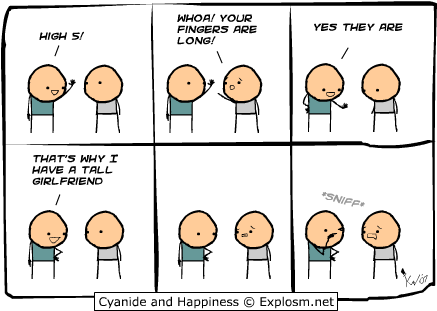 HIGH 5!
WHOA! YOUR
FINGERS ARE
LONG!
YES THEY ARE
THAT'S WHY I
HAVE A TALL
GIRLFRIEND
*SNIFF*
Cyanide and Happiness © Explosm.net